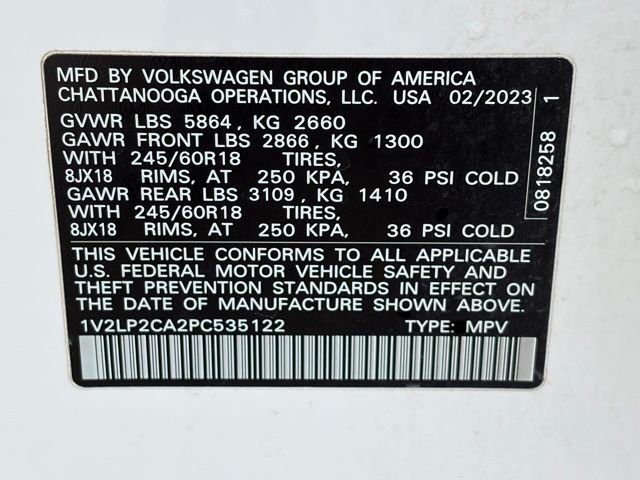 MFD BY VOLKSWAGEN GROUP OF AMERICA
CHATTANOOGA OPERATIONS, LLC. USA 02/2023
GVWR LBS 5864, KG 2660
GAWR FRONT LBS 2866, KG 1300
WITH 245/60R18 TIRES,
8JX18 RIMS, AT 250 KPA, 36 PSI COLD
GAWR REAR LBS 3109, KG 1410
WITH 245/60R18 TIRES,
8JX18 RIMS, AT 250 KPA, 36 PSI COLD
THIS VEHICLE CONFORMS TO ALL APPLICABLE
U.S. FEDERAL MOTOR VEHICLE SAFETY AND
THEFT PREVENTION STANDARDS IN EFFECT ON
THE DATE OF MANUFACTURE SHOWN ABOVE.
1V2LP2CA2PC535122 TYPE: MPV
0818258 1